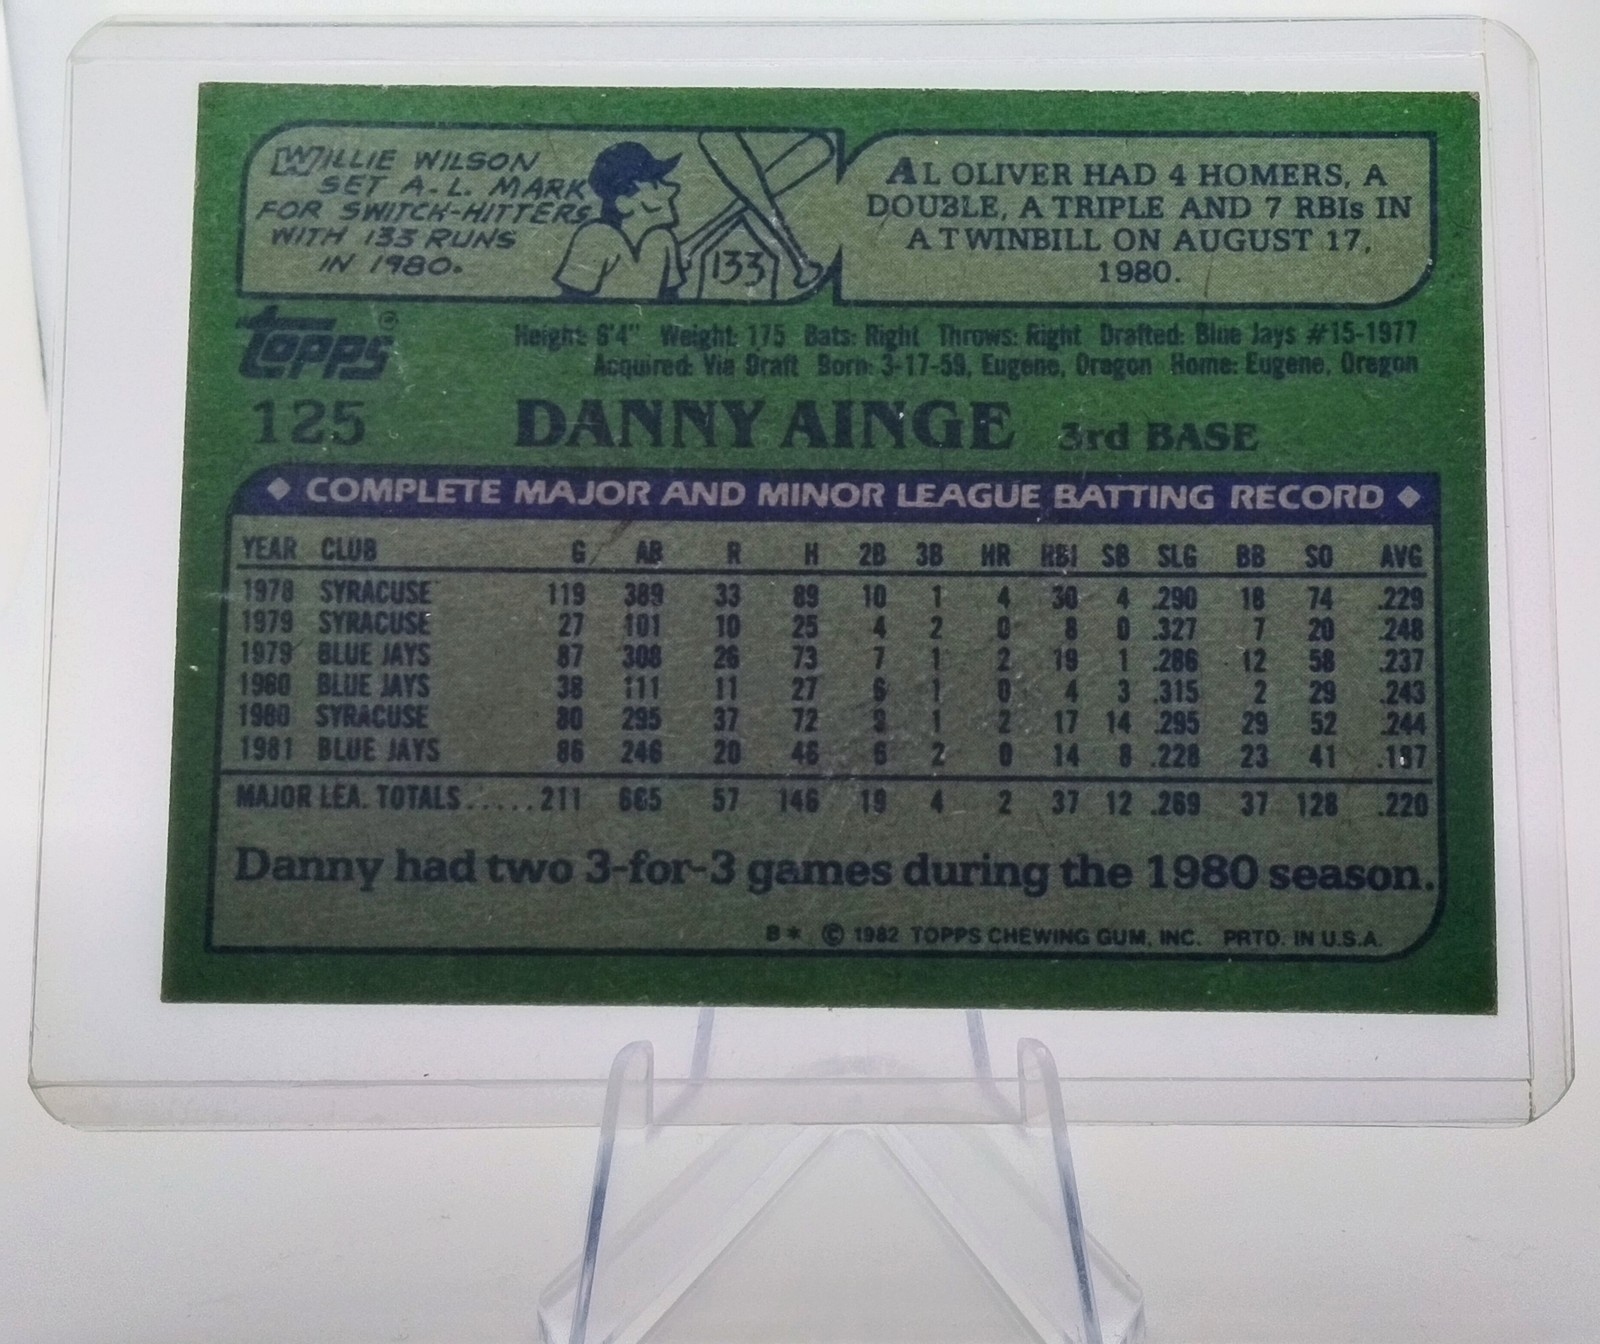 WILLIE WILSON
SET A.L. MARK
FOR SWITCH-HITTERS
WITH 133 RUNS
IN 1980.
133
AL OLIVER HAD 4 HOMERS, A
DOUBLE, A TRIPLE AND 7 RBIs IN
A TWINBILL ON AUGUST 17,
1980.
Topps®
Height: 6'4" Weight: 175 Bats: Right Throws: Right Drafted: Blue Jays #15-1977
Acquired: Via Draft Born: 3-17-59, Eugene, Oregon Home: Eugene, Oregon
125 DANNY AINGE 3rd BASE
◆ COMPLETE MAJOR AND MINOR LEAGUE BATTING RECORD ◆
YEAR CLUB G AB R H 2B 3B HR RBI SB SLG BB SO AVG
1978 SYRACUSE 119 389 33 89 10 1 4 30 4 .290 18 74 .229
1979 SYRACUSE 27 101 10 25 4 2 0 8 0 .327 7 20 .248
1979 BLUE JAYS 87 308 26 73 7 1 2 19 1 .286 12 58 .237
1980 BLUE JAYS 38 111 11 27 6 1 0 4 3 .315 2 29 .243
1980 SYRACUSE 80 295 37 72 9 1 2 17 14 .295 29 52 .244
1981 BLUE JAYS 86 246 20 46 6 2 0 14 8 .228 23 41 .187
MAJOR LEA. TOTALS.....211 665 57 146 19 4 2 37 12 .269 37 128 .220
Danny had two 3-for-3 games during the 1980 season.
B* © 1982 TOPPS CHEWING GUM, INC. PRTD. IN U.S.A.